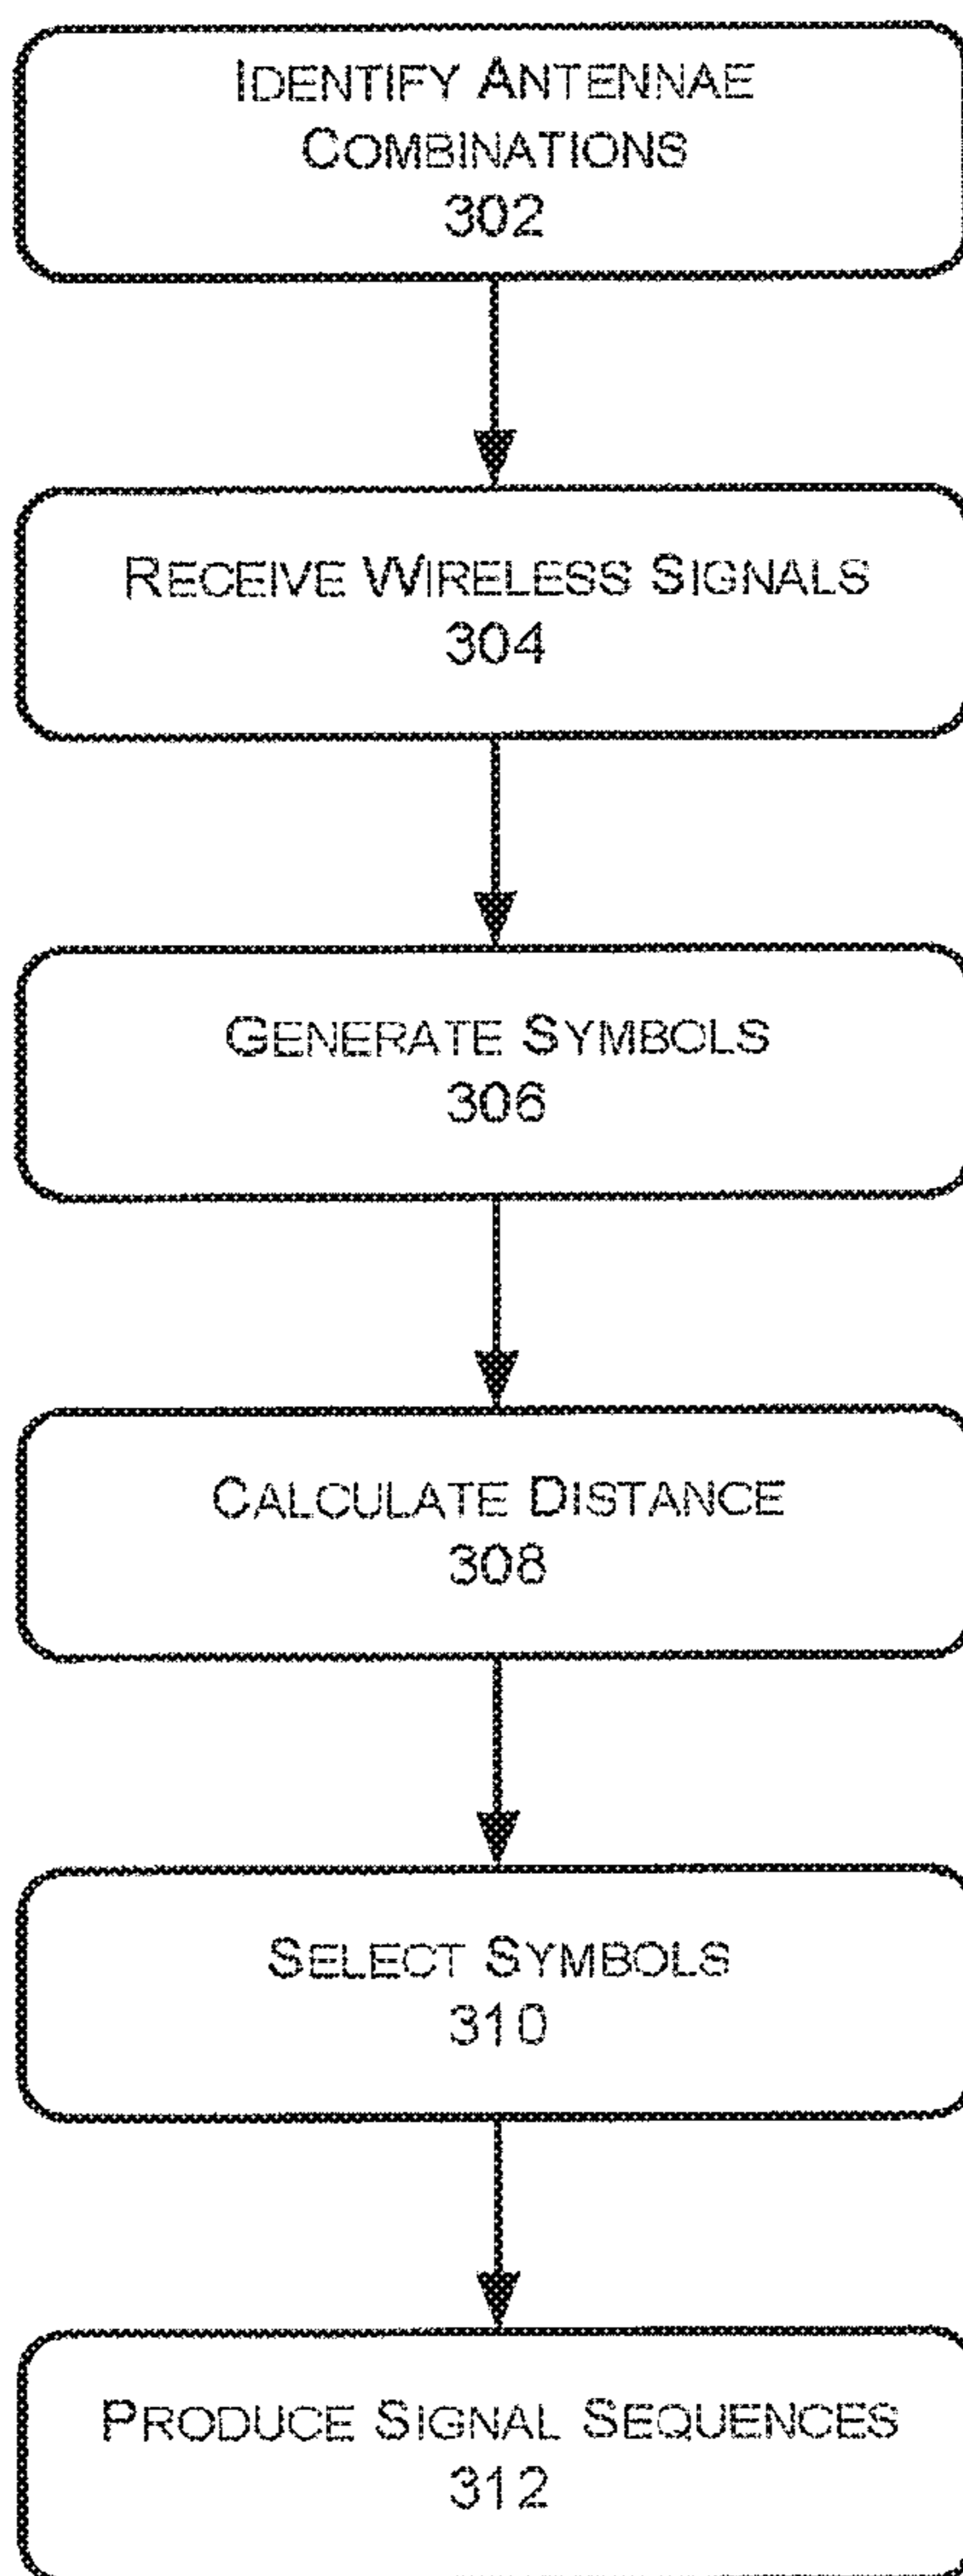 IDENTIFY ANTENNAE
COMBINATIONS
302
RECEIVE WIRELESS SIGNALS
304
GENERATE SYMBOLS
306
CALCULATE DISTANCE
308
SELECT SYMBOLS
310
PRODUCE SIGNAL SEQUENCES
312